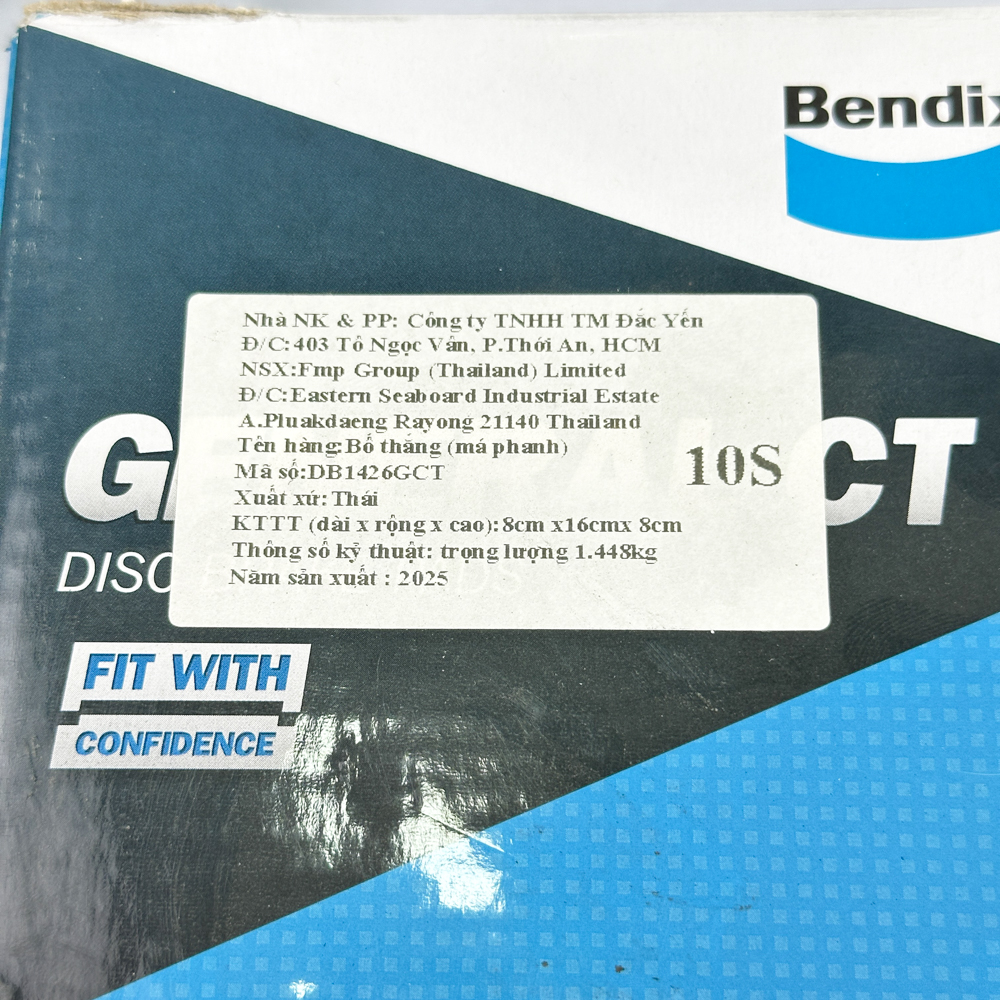 Bendix
Nhà NK & PP: Công ty TNHH TM Đắc Yến
Đ/C:403 Tô Ngọc Vân, P.Thới An, HCM
NSX:Fmp Group (Thailand) Limited
Đ/C:Eastern Seaboard Industrial Estate
A.Pluakdaeng Rayong 21140 Thailand
Tên hàng:Bố thắng (má phanh)
Mã số:DB1426GCT
10S
Xuất xứ: Thái
KTTT (dài x rộng x cao): 8cm x16cmx 8cm
Thông số kỹ thuật: trọng lượng 1.448kg
Năm sản xuất : 2025
CT
DISC
FIT WITH
CONFIDENCE